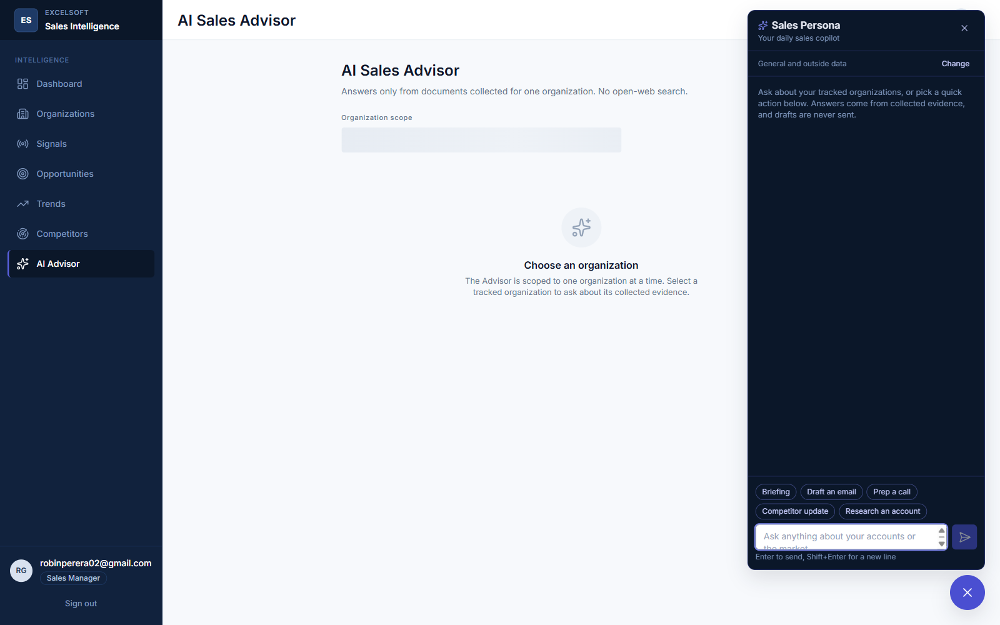 ES
EXCELSOFT
Sales Intelligence
INTELLIGENCE
Dashboard
Organizations
Signals
Opportunities
Trends
Competitors
AI Advisor
RG
robinperera02@gmail.com
Sales Manager
Sign out
AI Sales Advisor
AI Sales Advisor
Answers only from documents collected for one organization. No open-web search.
Organization scope
Choose an organization
The Advisor is scoped to one organization at a time. Select a
tracked organization to ask about its collected evidence.
Sales Persona
Your daily sales copilot
General and outside data
Change
Ask about your tracked organizations, or pick a quick
action below. Answers come from collected evidence,
and drafts are never sent.
Briefing
Draft an email
Prep a call
Competitor update
Research an account
Ask anything about your accounts or
the market
Enter to send, Shift+Enter for a new line